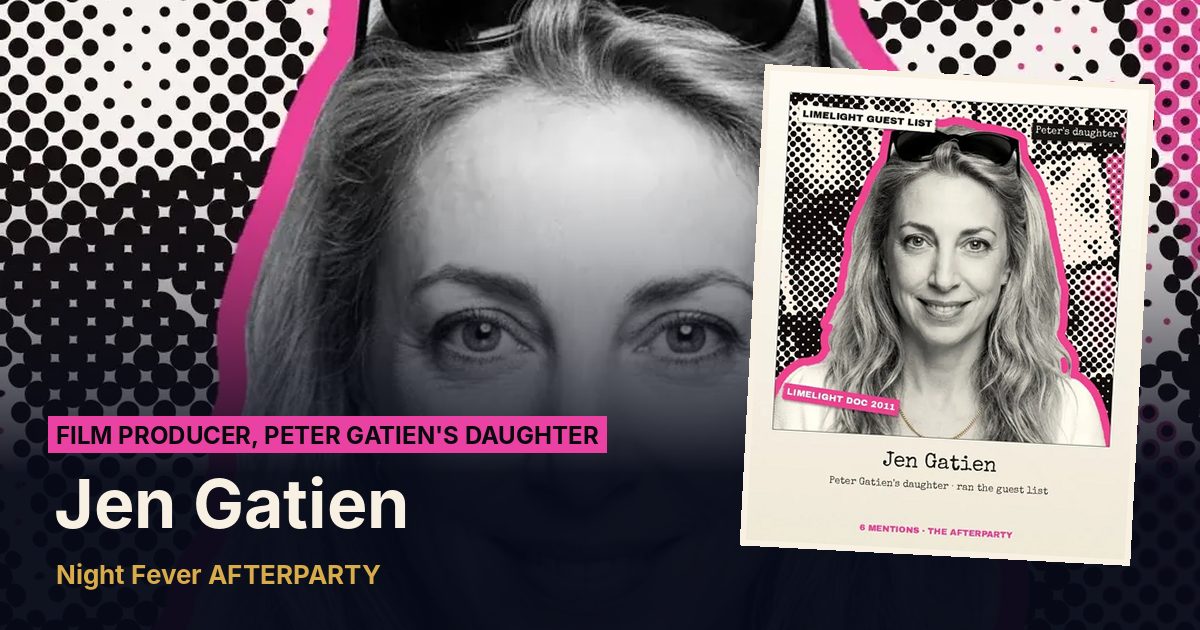 FILM PRODUCER, PETER GATIEN'S DAUGHTER
Jen Gatien
Night Fever AFTERPARTY
LIMELIGHT GUEST LIST
Peter's daughter
LIMELIGHT DOC 2011
Jen Gatien
Peter Gatien's daughter · ran the guest list
6 MENTIONS · THE AFTERPARTY